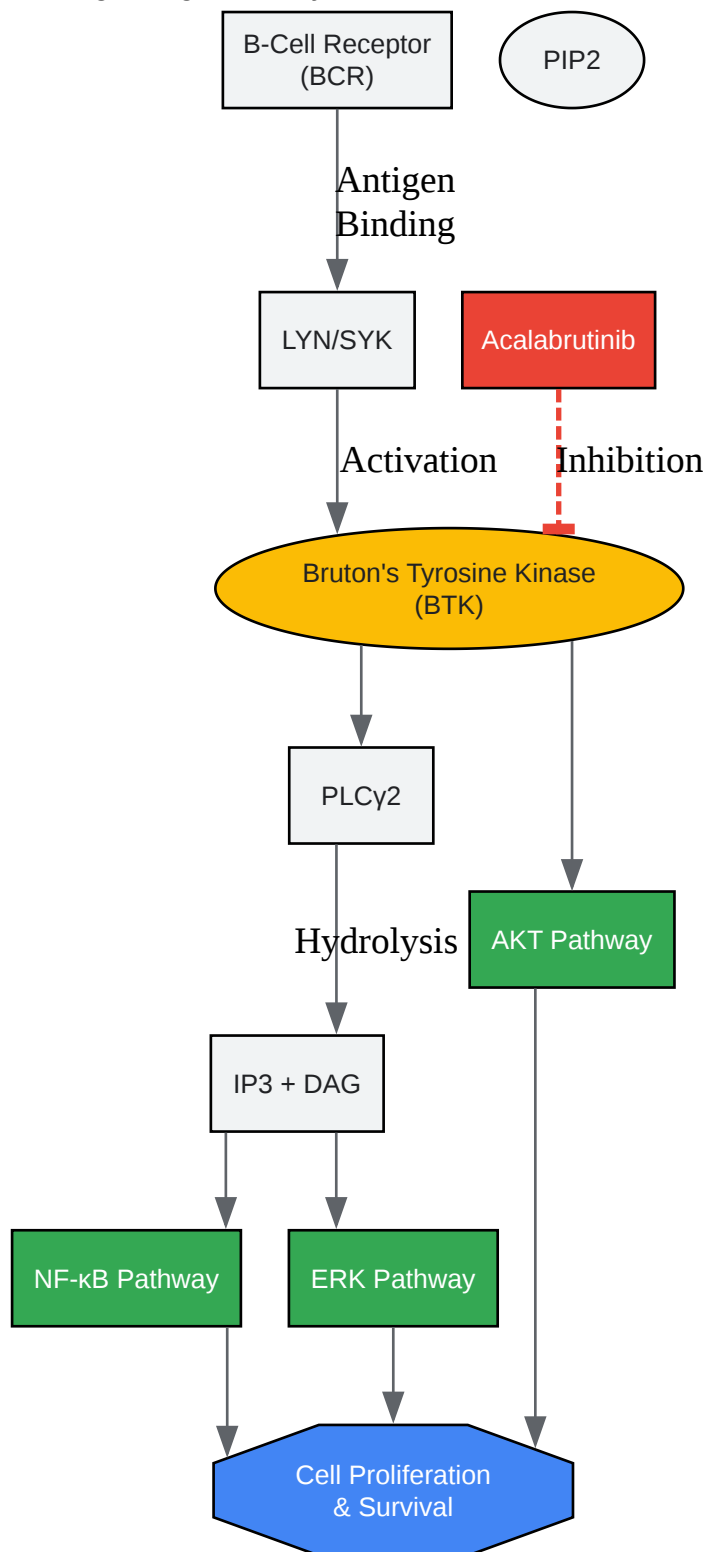 B-Cell Receptor
(BCR)
PIP2
Antigen
Binding
LYN/SYK
Acalabrutinib
Activation
Inhibition
Bruton's Tyrosine Kinase
(BTK)
PLCγ2
Hydrolysis
AKT Pathway
IP3 + DAG
NF-κB Pathway
ERK Pathway
Cell Proliferation
& Survival